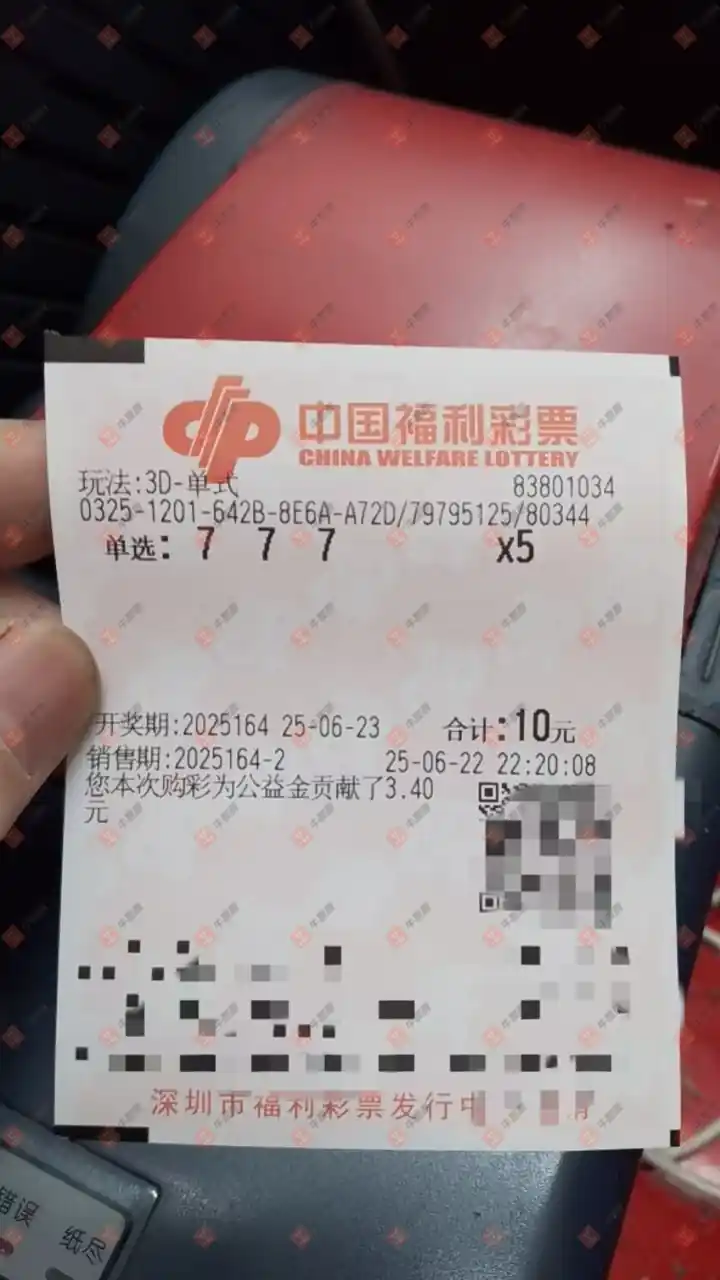 中国福利彩票
CHINA WELFARE LOTTERY
玩法:3D-单式 83801034
0325-1201-642B-8E6A-A72D/79795125/80344
单选: 7 7 7 x5
开奖期:2025164 25-06-23 合计:10元
销售期:2025164-2 25-06-22 22:20:08
您本次购彩为公益金贡献了3.40
元
深圳市福利彩票发行中
错误
纸尽